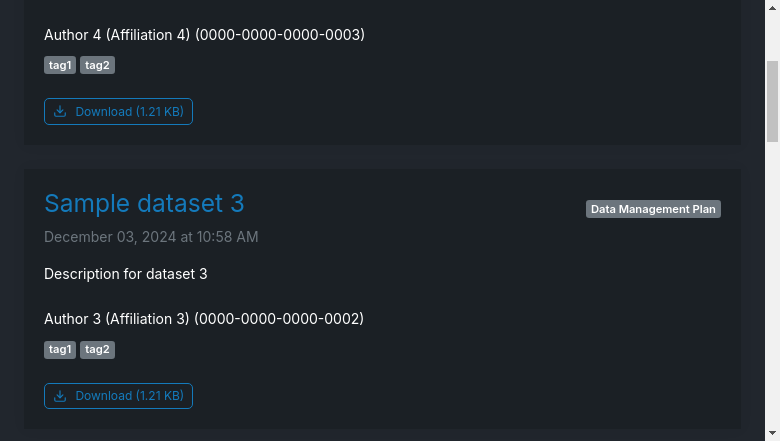 Author 4 (Affiliation 4) (0000-0000-0000-0003)
tag1 tag2
Download (1.21 KB)
Sample dataset 3
Data Management Plan
December 03, 2024 at 10:58 AM
Description for dataset 3
Author 3 (Affiliation 3) (0000-0000-0000-0002)
tag1 tag2
Download (1.21 KB)